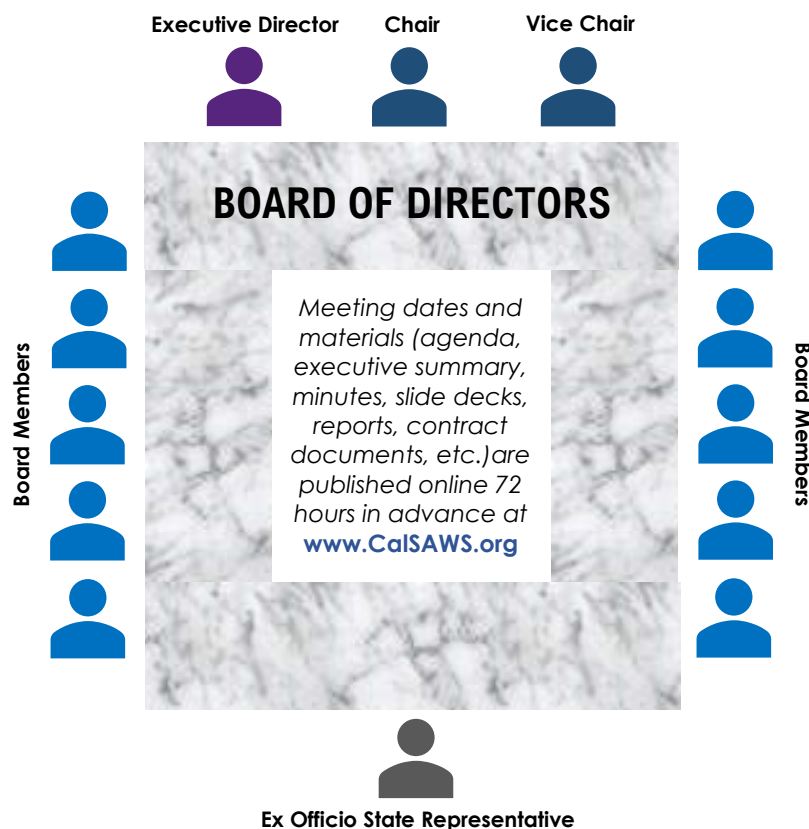 Executive Director
Chair
Vice Chair
BOARD OF DIRECTORS
Board Members
Meeting dates and
materials (agenda,
executive summary,
minutes, slide decks,
reports, contract
documents, etc.)are
published online 72
hours in advance at
www.CalSAWS.org
Board Members
Ex Officio State Representative